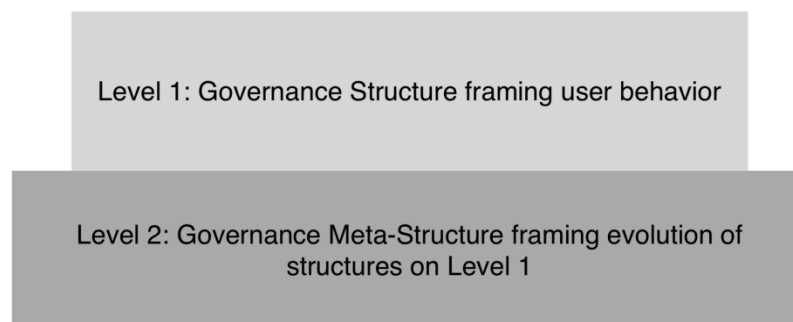 Level 1: Governance Structure framing user behavior
Level 2: Governance Meta-Structure framing evolution of
structures on Level 1